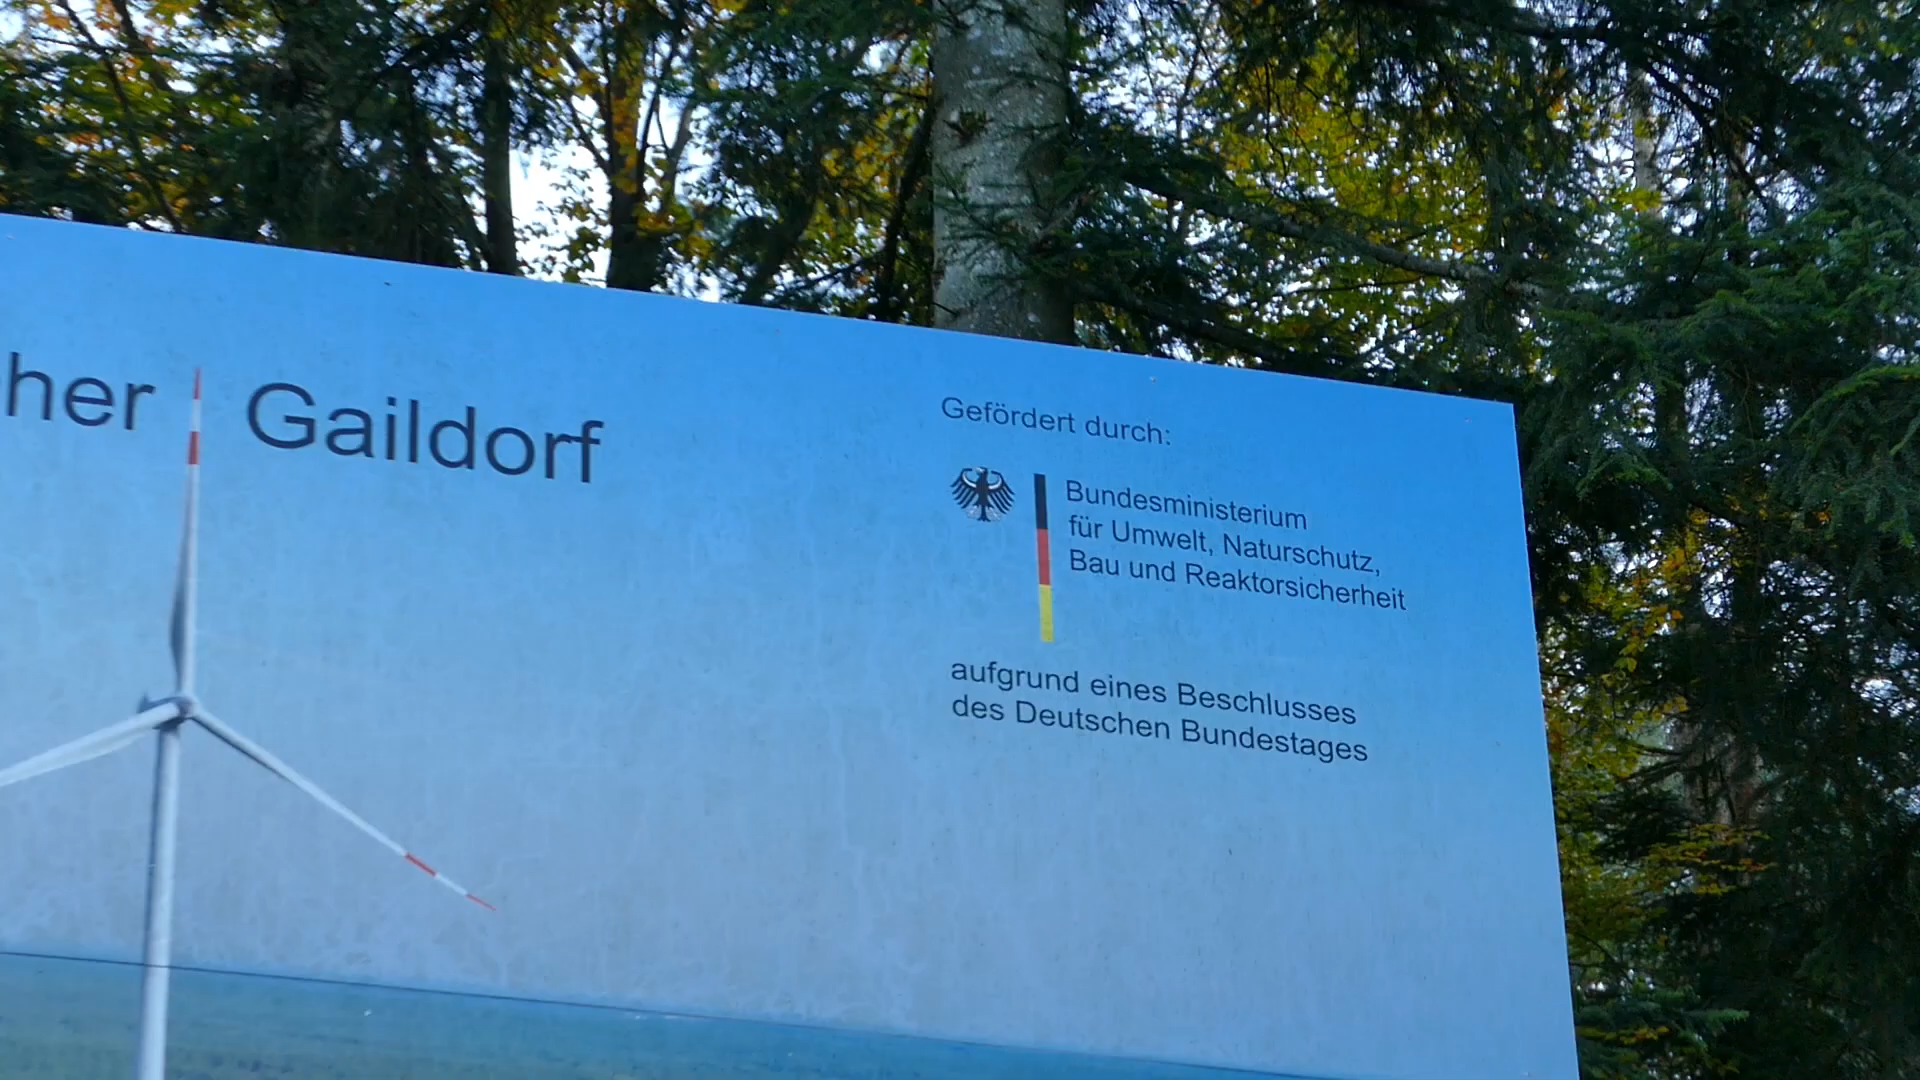 her Gaildorf
Gefördert durch:
Bundesministerium
für Umwelt, Naturschutz,
Bau und Reaktorsicherheit
aufgrund eines Beschlusses
des Deutschen Bundestages